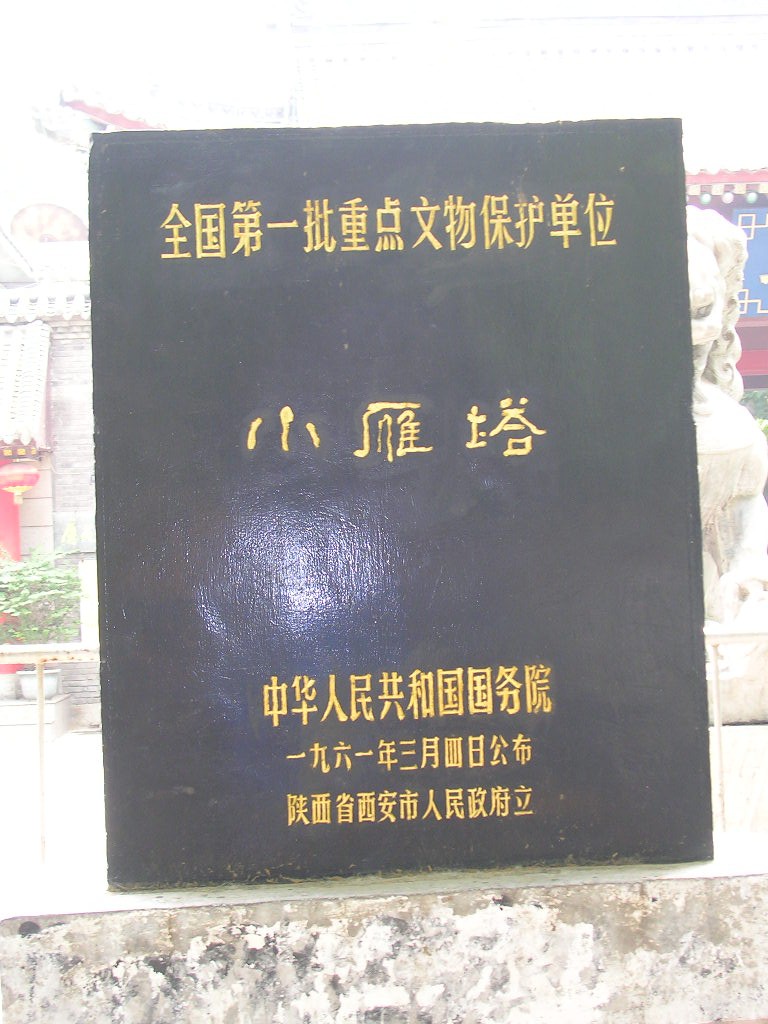 全国第一批重点文物保护单位
小雁塔
中华人民共和国国务院
一九六一年三月四日公布
陕西省西安市人民政府立